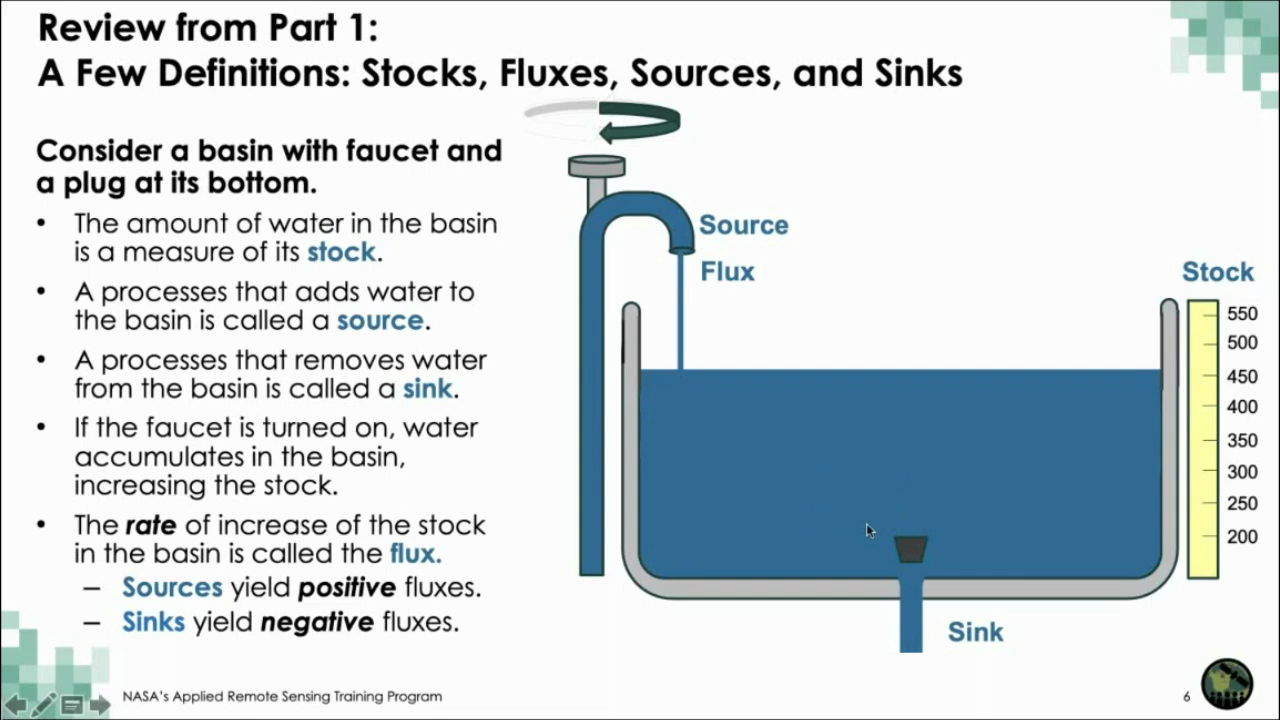 Review from Part 1:
A Few Definitions: Stocks, Fluxes, Sources, and Sinks
Consider a basin with faucet and
a plug at its bottom.
• The amount of water in the basin
is a measure of its stock.
• A processes that adds water to
the basin is called a source.
• A processes that removes water
from the basin is called a sink.
• If the faucet is turned on, water
accumulates in the basin,
increasing the stock.
• The rate of increase of the stock
in the basin is called the flux.
– Sources yield positive fluxes.
– Sinks yield negative fluxes.
Source
Flux
Stock
550
500
450
400
350
300
250
200
Sink
NASA's Applied Remote Sensing Training Program
6